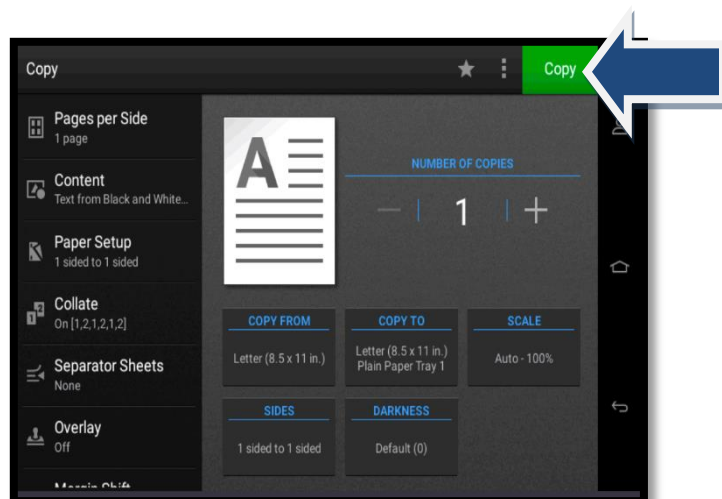 Copy
Copy
Pages per Side
1 page
Content
Text from Black and White...
Paper Setup
1 sided to 1 sided
Collate
On [1,2,1,2,1,2]
Separator Sheets
None
Overlay
Off
Margin Shift
A
NUMBER OF COPIES
1
COPY FROM
Letter (8.5 x 11 in.)
COPY TO
Letter (8.5 x 11 in.)
Plain Paper Tray 1
SCALE
Auto - 100%
SIDES
1 sided to 1 sided
DARKNESS
Default (0)